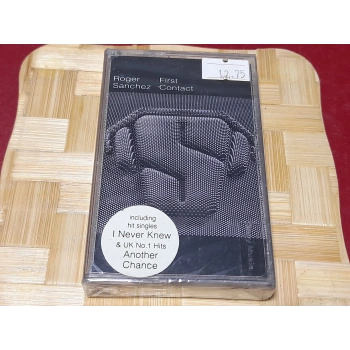 Roger First
Sanchez Contact
12.75
including
hit singles
I Never Knew
& UK No.1 Hits
Another
Chance